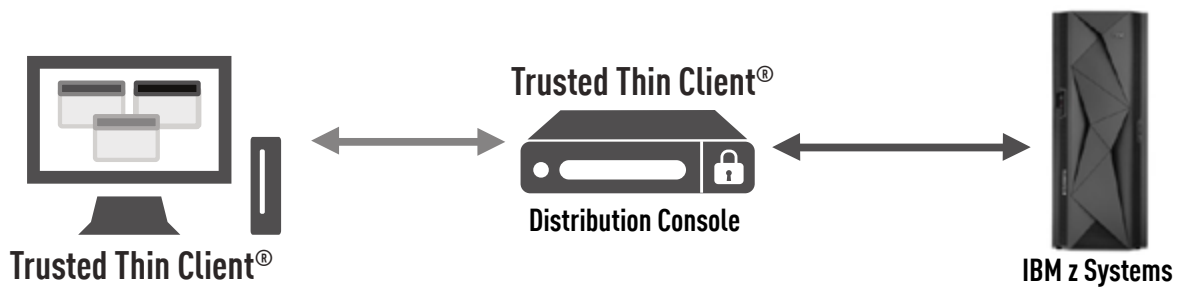 Trusted Thin Client®
Distribution Console
Trusted Thin Client®
IBM z Systems